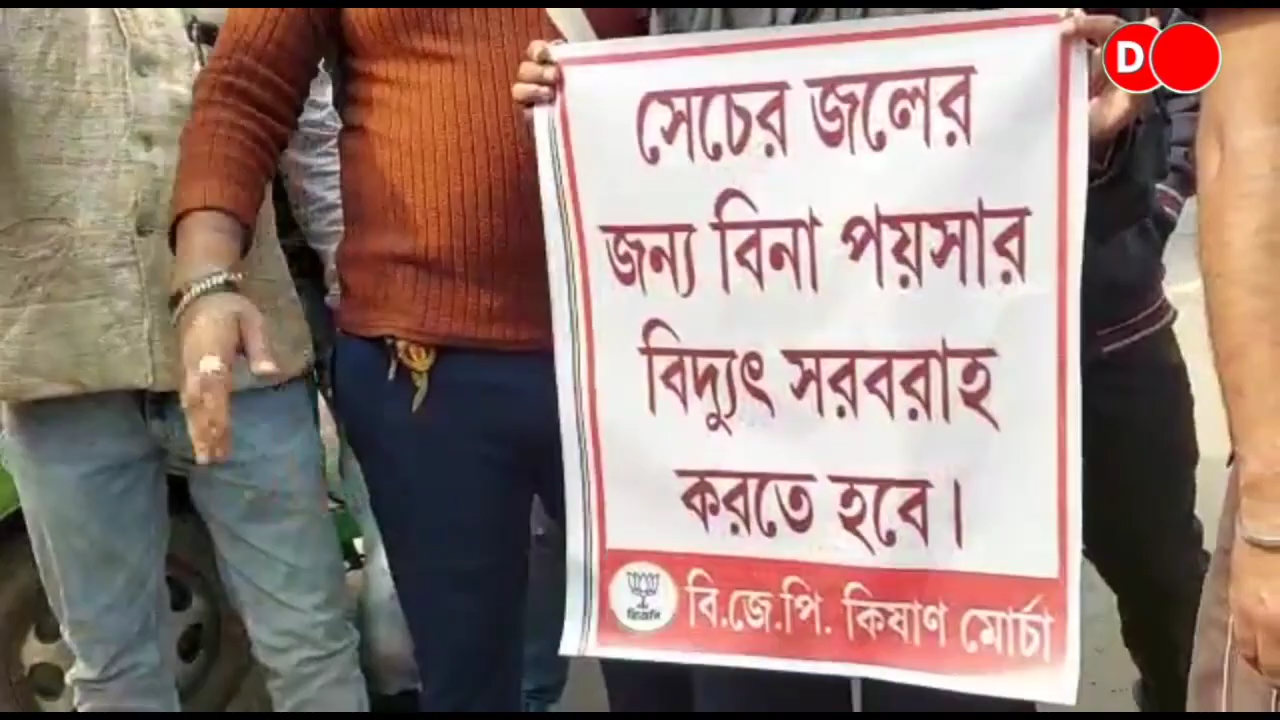 D
সেচের জলের
জন্য বিনা পয়সার
বিদ্যুৎ সরবরাহ
করতে হবে।
বি.জে.পি. কিষাণ মোর্চা